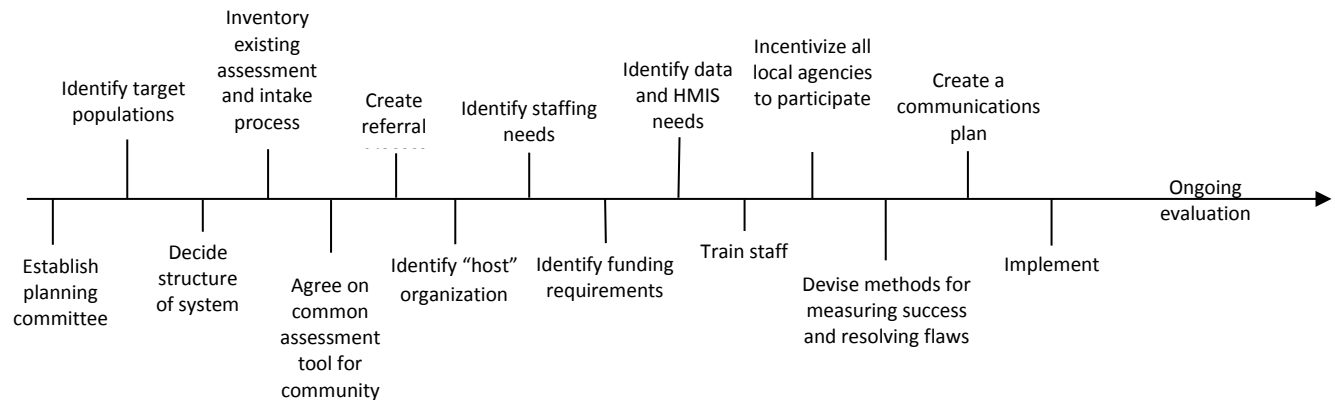 Establish
planning
committee
Identify target
populations
Decide
structure
of system
Inventory
existing
assessment
and intake
process
Agree on
common
assessment
tool for
community
Create
referral
Identify “host”
organization
Identify staffing
needs
Identify funding
requirements
Identify data
and HMIS
needs
Train staff
Incentivize all
local agencies
to participate
Devise methods for
measuring success
and resolving flaws
Create a
communications
plan
Implement
Ongoing
evaluation